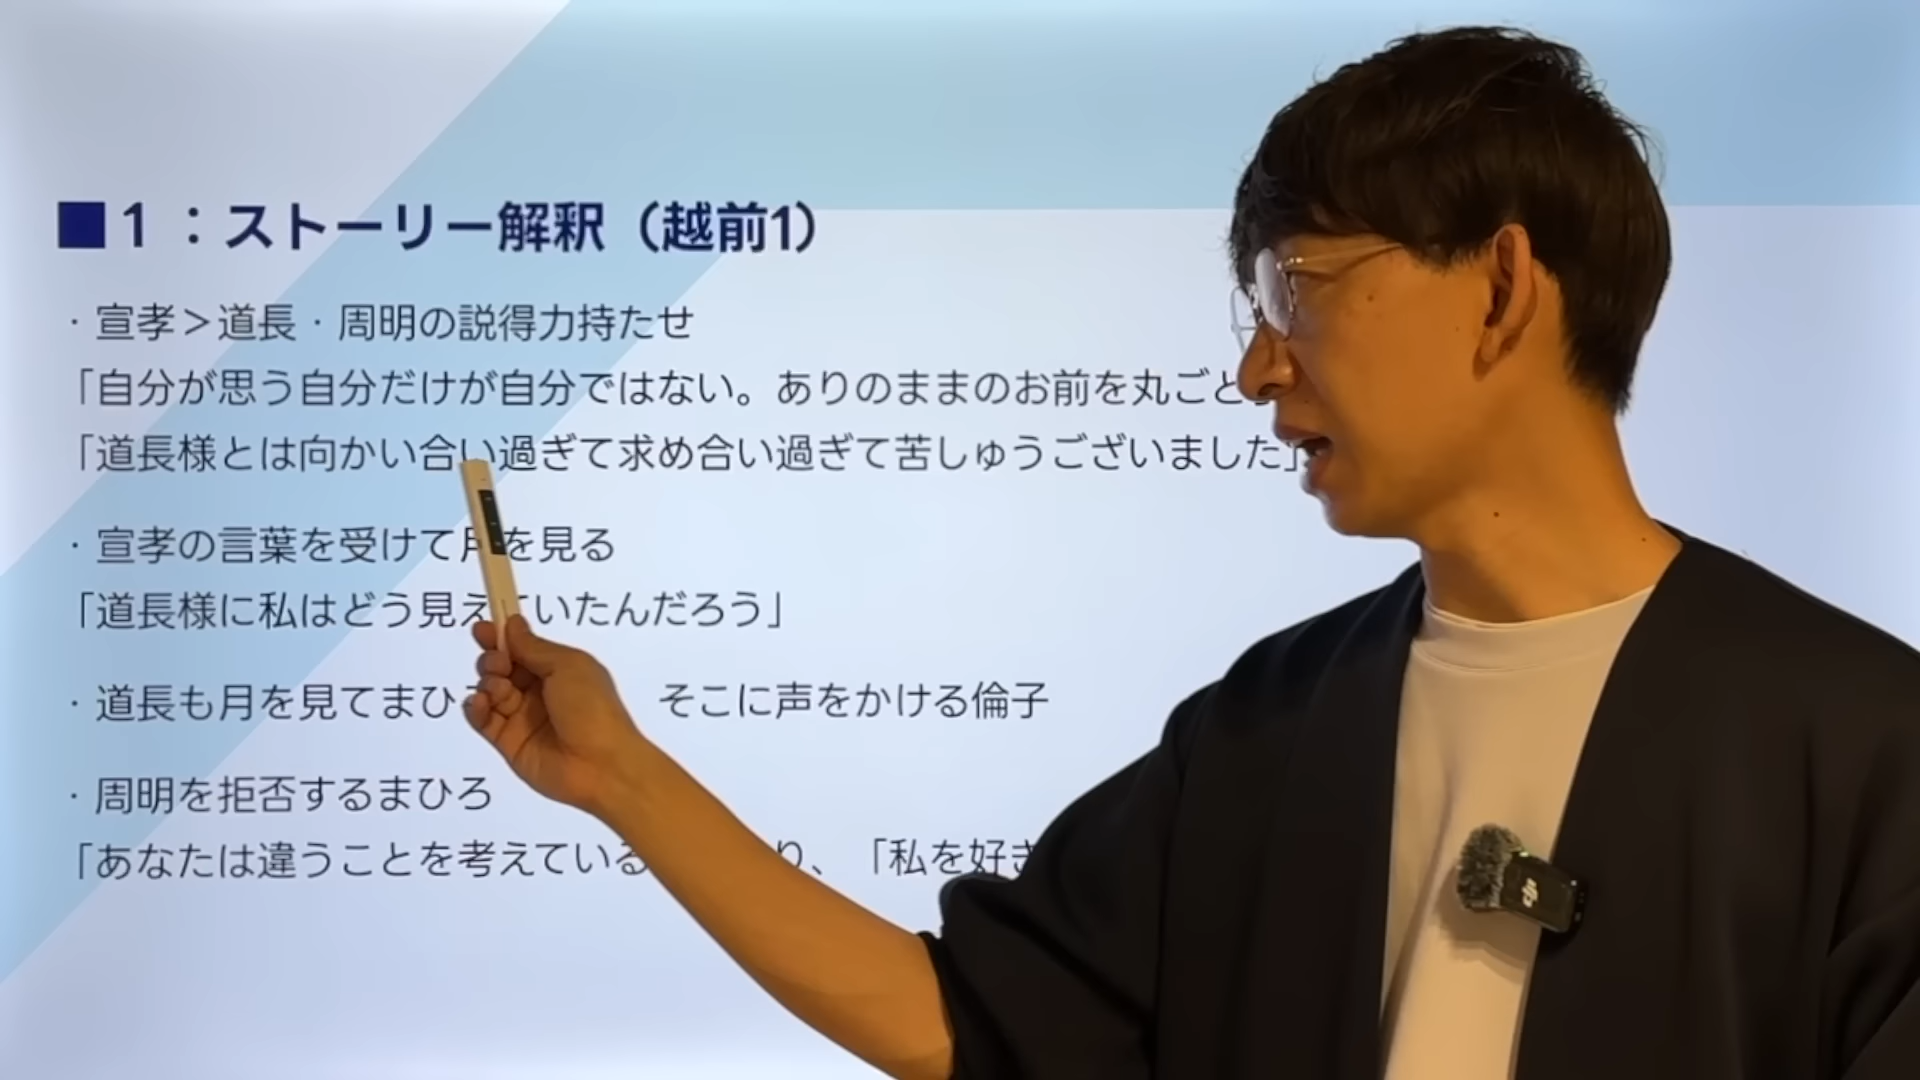 ■1：ストーリー解釈（越前1）
・宣孝＞道長・周明の説得力持たせ
「自分が思う自分だけが自分ではない。ありのままのお前を丸ごと
「道長様とは向かい合い過ぎて求め合い過ぎて苦しゅうございました」
・宣孝の言葉を受けて月を見る
「道長様に私はどう見えていたんだろう」
・道長も月を見てまひ そこに声をかける倫子
・周明を拒否するまひろ
「あなたは違うことを考えている り、「私を好き
dji